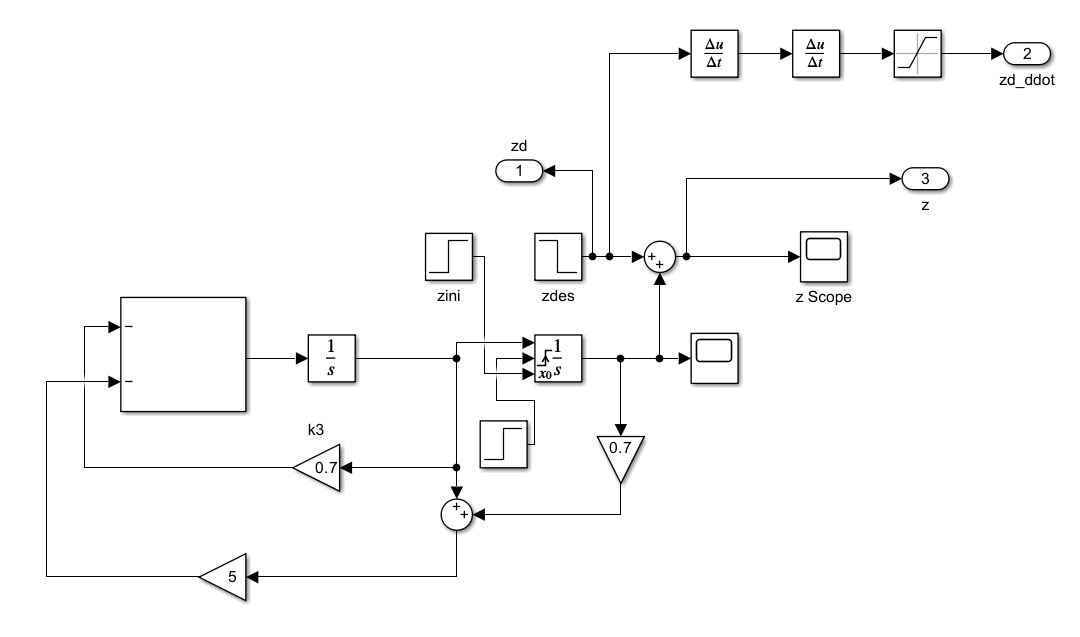 Δu
Δt
Δu
Δt
2
zd_ddot
zd
1
3
z
zini
zdes
+
+
z Scope
−
−
1
s
1
s
x0
k3
0.7
0.7
+
+
5